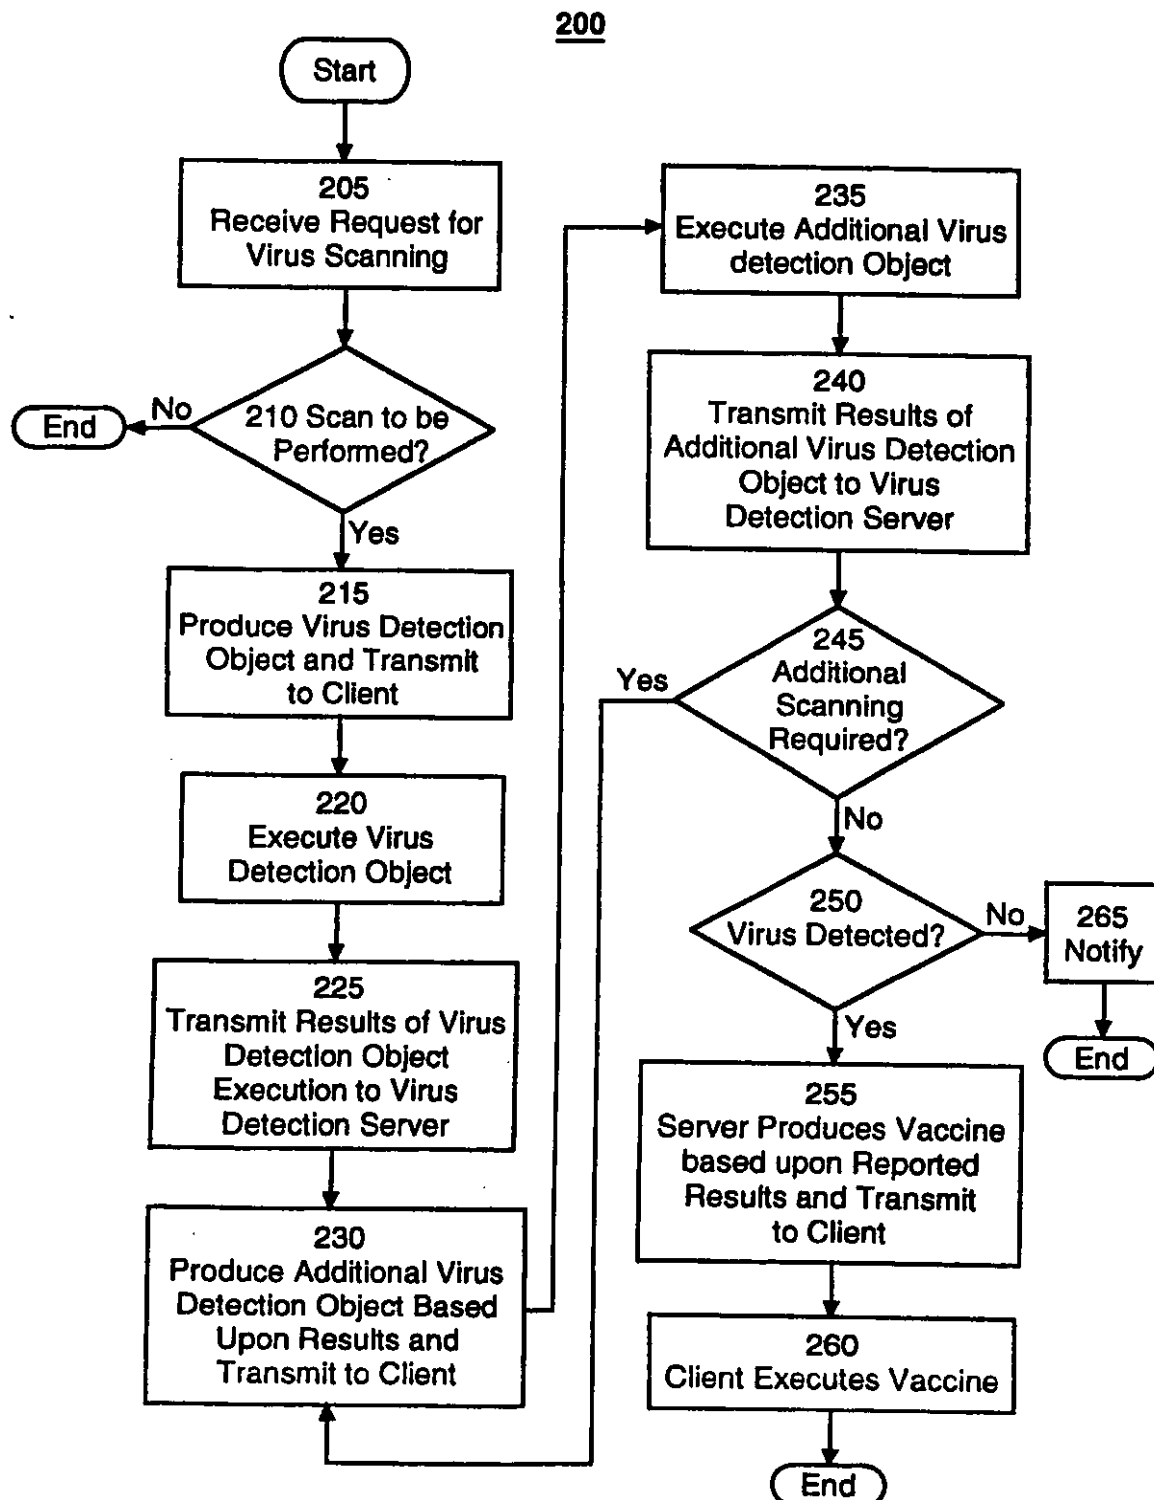 200
Start
205
Receive Request for
Virus Scanning
210 Scan to be
Performed?
No
End
Yes
215
Produce Virus Detection
Object and Transmit
to Client
220
Execute Virus
Detection Object
225
Transmit Results of Virus
Detection Object
Execution to Virus
Detection Server
230
Produce Additional Virus
Detection Object Based
Upon Results and
Transmit to Client
235
Execute Additional Virus
detection Object
240
Transmit Results of
Additional Virus Detection
Object to Virus
Detection Server
245
Additional
Scanning
Required?
Yes
No
250
Virus Detected?
No
265
Notify
End
Yes
255
Server Produces Vaccine
based upon Reported
Results and Transmit
to Client
260
Client Executes Vaccine
End